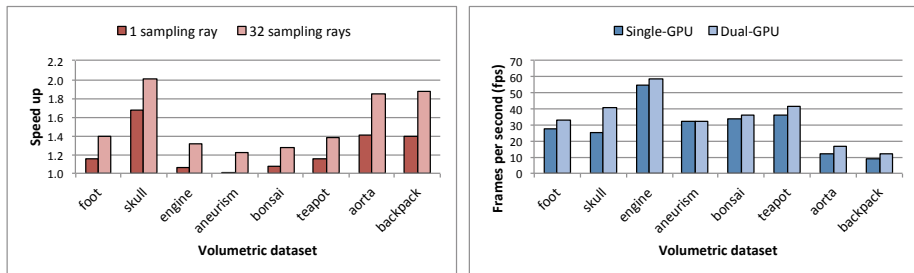 1 sampling ray 32 sampling rays
Speed up
2.2
2.0
1.8
1.6
1.4
1.2
1.0
foot skull engine aneurism bonsai teapot aorta backpack
Volumetric dataset
Single-GPU Dual-GPU
Frames per second (fps)
70
60
50
40
30
20
10
0
foot skull engine aneurism bonsai teapot aorta backpack
Volumetric dataset